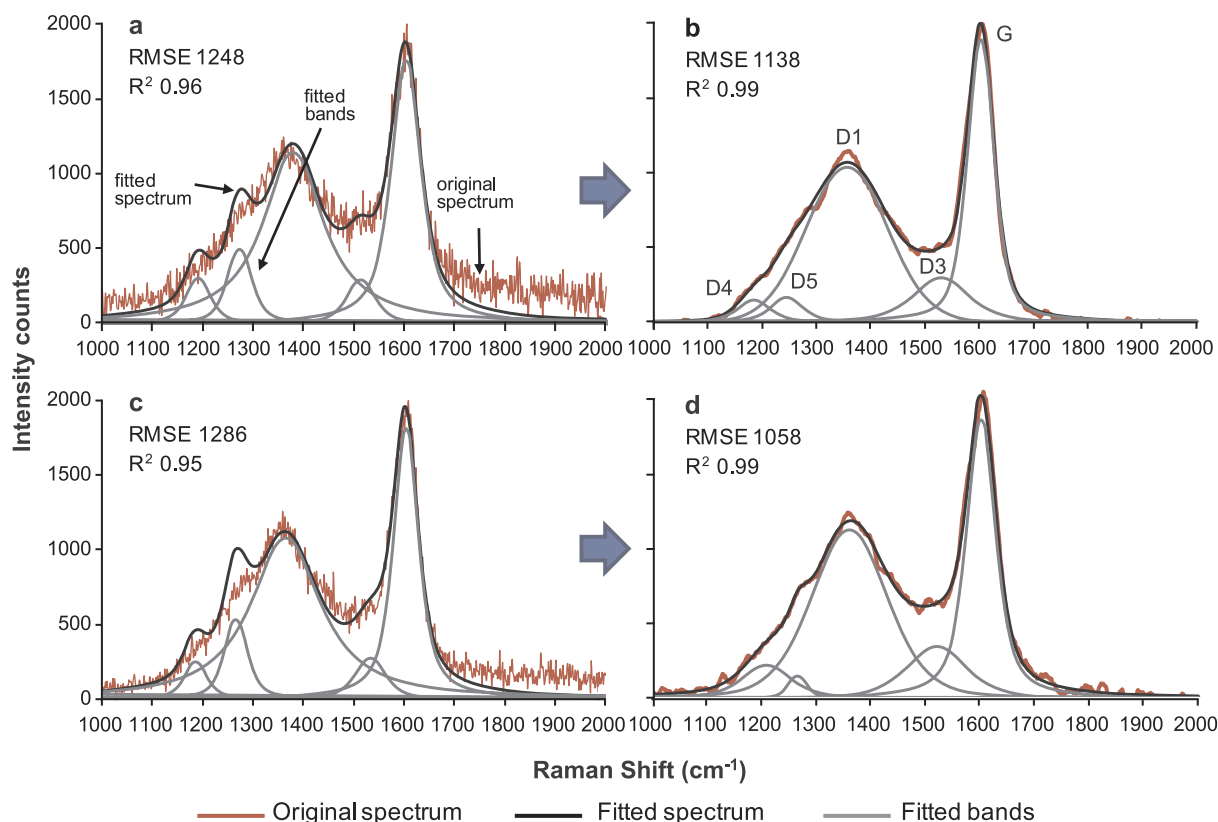 a
RMSE 1248
R² 0.96
fitted
bands
fitted
spectrum
original
spectrum
2000
1500
1000
500
0
1000 1100 1200 1300 1400 1500 1600 1700 1800 1900 2000
b
RMSE 1138
R² 0.99
G
D1
D3
D4
D5
1000 1100 1200 1300 1400 1500 1600 1700 1800 1900 2000
Intensity counts
c
RMSE 1286
R² 0.95
2000
1500
1000
500
0
1000 1100 1200 1300 1400 1500 1600 1700 1800 1900 2000
d
RMSE 1058
R² 0.99
1000 1100 1200 1300 1400 1500 1600 1700 1800 1900 2000
Raman Shift (cm⁻¹)
Original spectrum Fitted spectrum Fitted bands